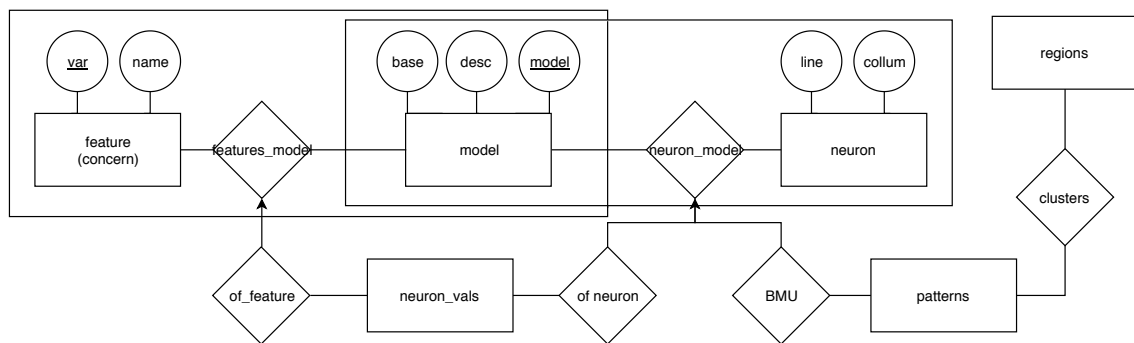 var
name
base
desc
model
line
collum
regions
feature
(concern)
features_model
model
neuron_model
neuron
clusters
of_feature
neuron_vals
of neuron
BMU
patterns